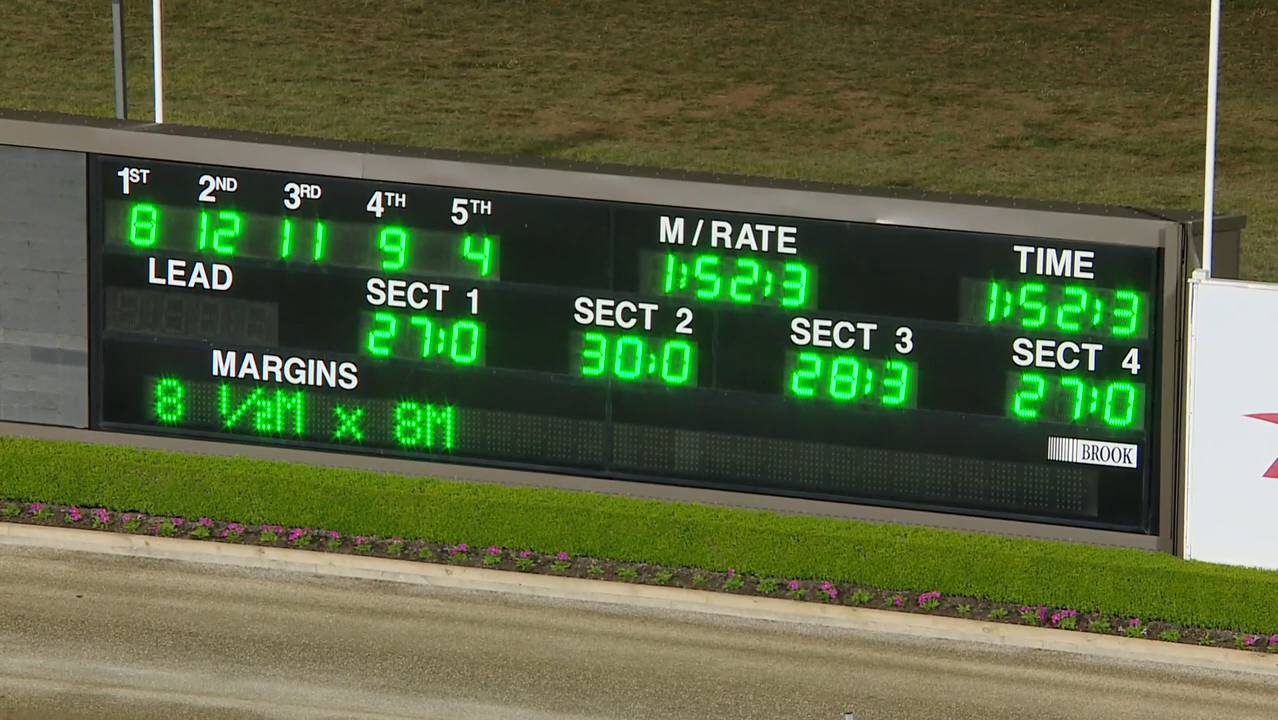 1ST 2ND 3RD 4TH 5TH
8 12 11 9 4
M/RATE
1:52:3
TIME
1:52:3
LEAD
SECT 1
27:0
SECT 2
30:0
SECT 3
28:3
SECT 4
27:0
MARGINS
8 x 8M
BROOK